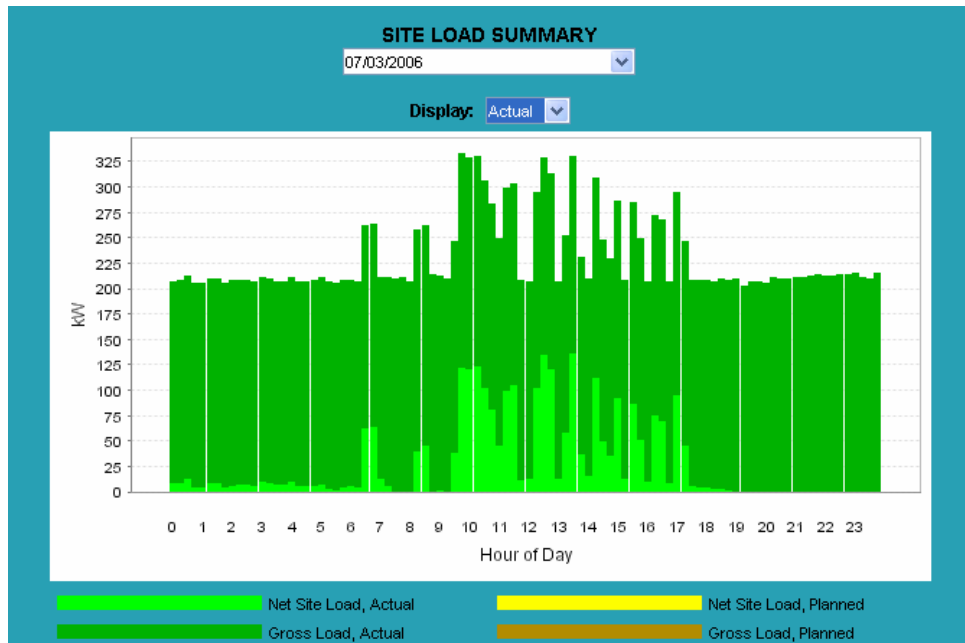 SITE LOAD SUMMARY
07/03/2006
Display: Actual
325
300
275
250
225
200
175
150
125
100
75
50
25
0
kW
0 1 2 3 4 5 6 7 8 9 10 11 12 13 14 15 16 17 18 19 20 21 22 23
Hour of Day
Net Site Load, Actual Net Site Load, Planned
Gross Load, Actual Gross Load, Planned